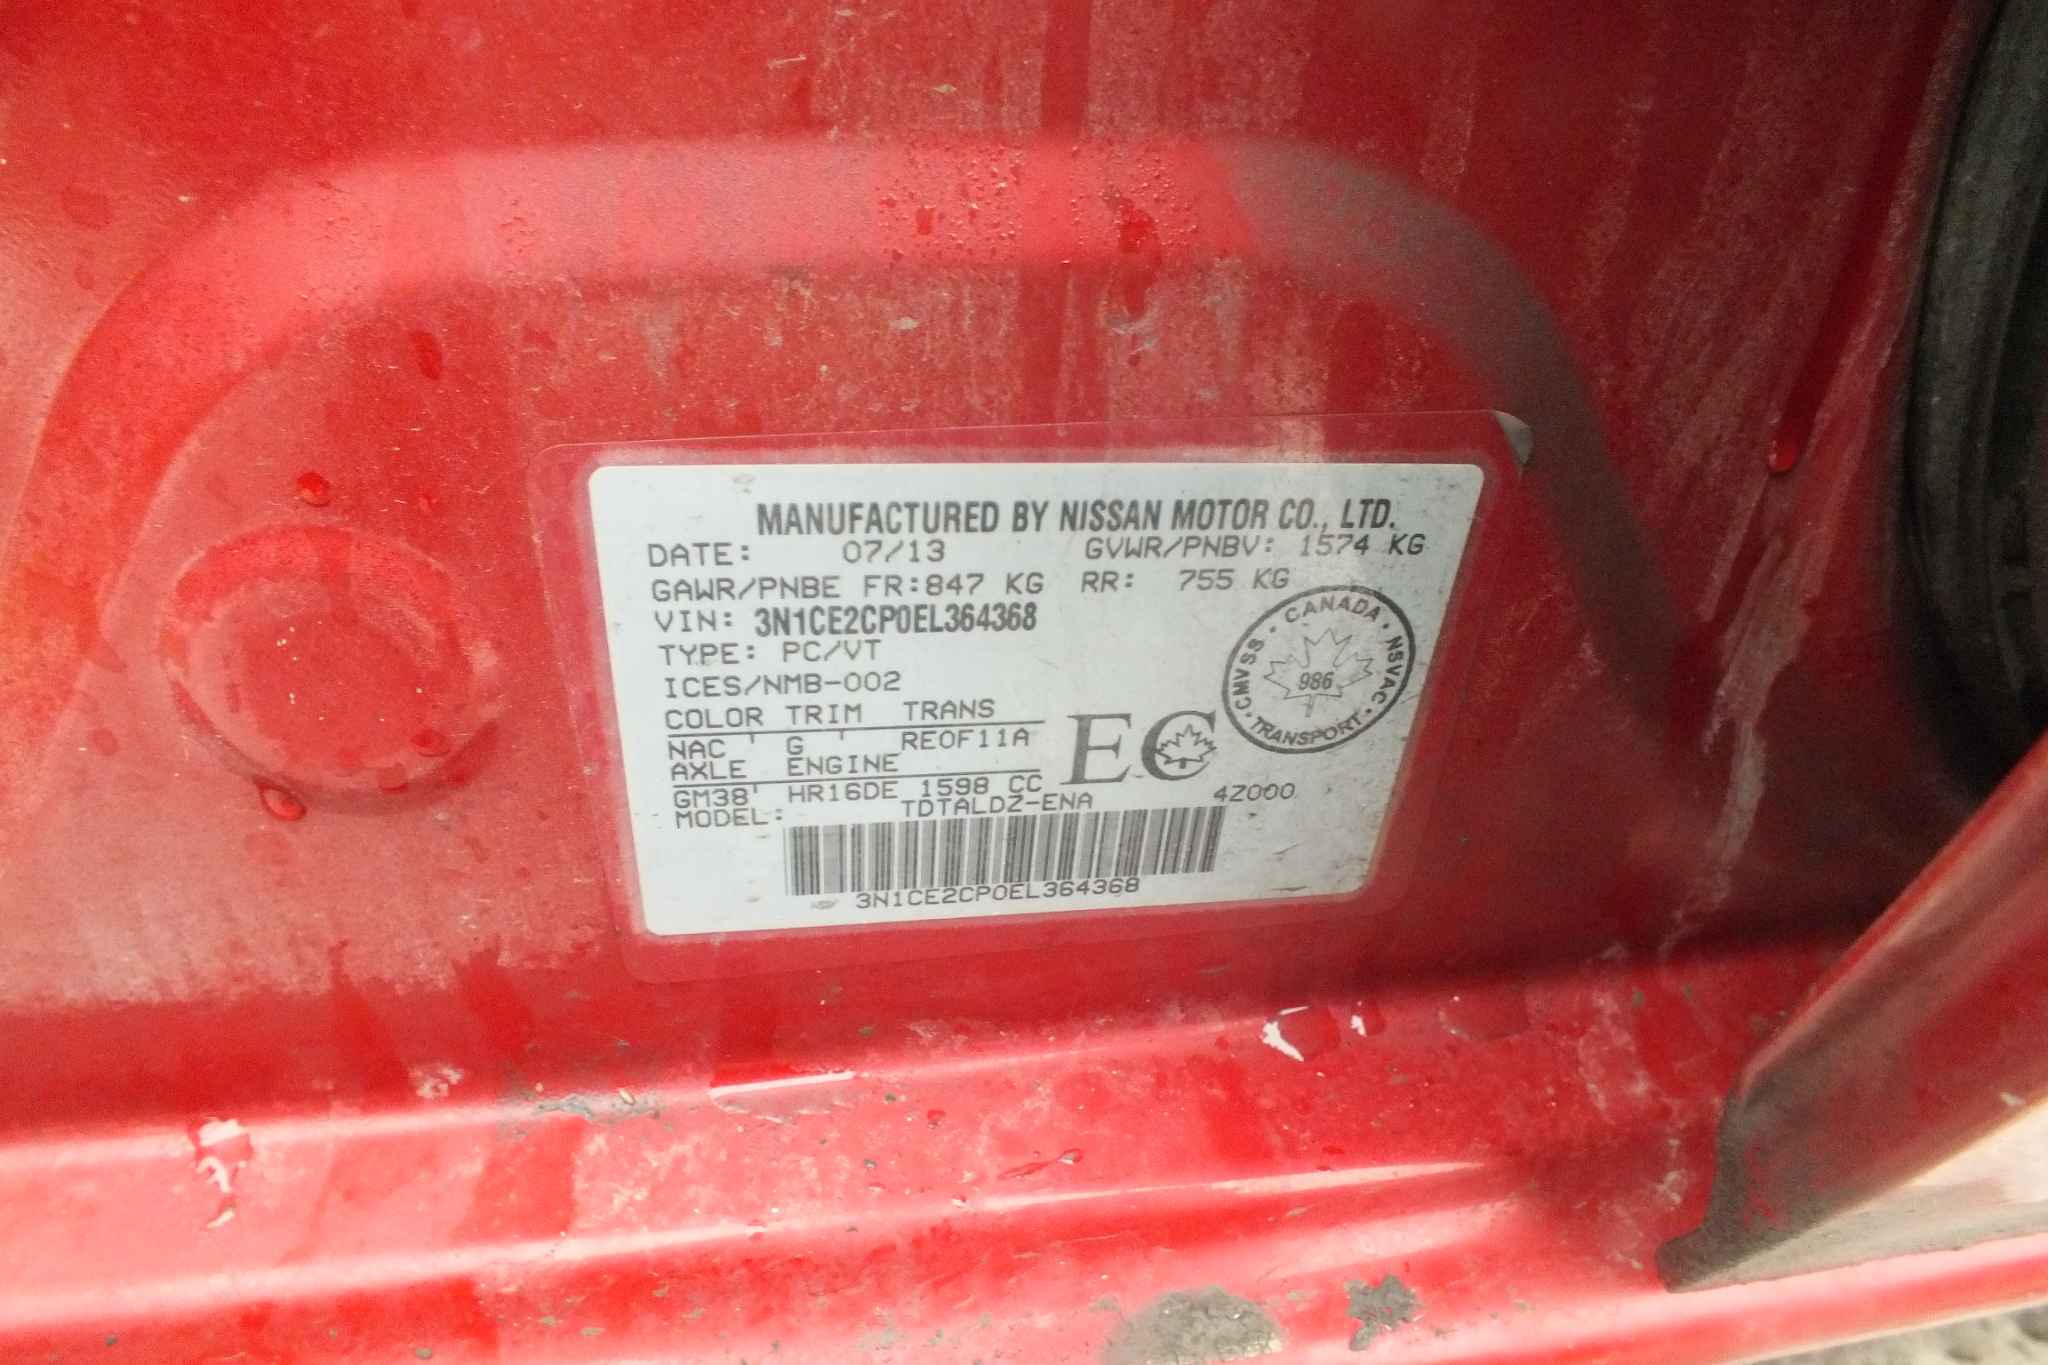 MANUFACTURED BY NISSAN MOTOR CO., LTD.
DATE: 07/13 GVWR/PNBV: 1574 KG
GAWR/PNBE FR:847 KG RR: 755 KG
VIN: 3N1CE2CP0EL364368
TYPE: PC/VT
ICES/NMB-002
COLOR TRIM TRANS
NAC ' G ' RE0F11A
AXLE ENGINE
GM38' HR16DE 1598 CC
MODEL: TDTALDZ-ENA 4Z000
EC
CMVSS · CANADA · NSVAC · TRANSPORT ·
986
3N1CE2CP0EL364368